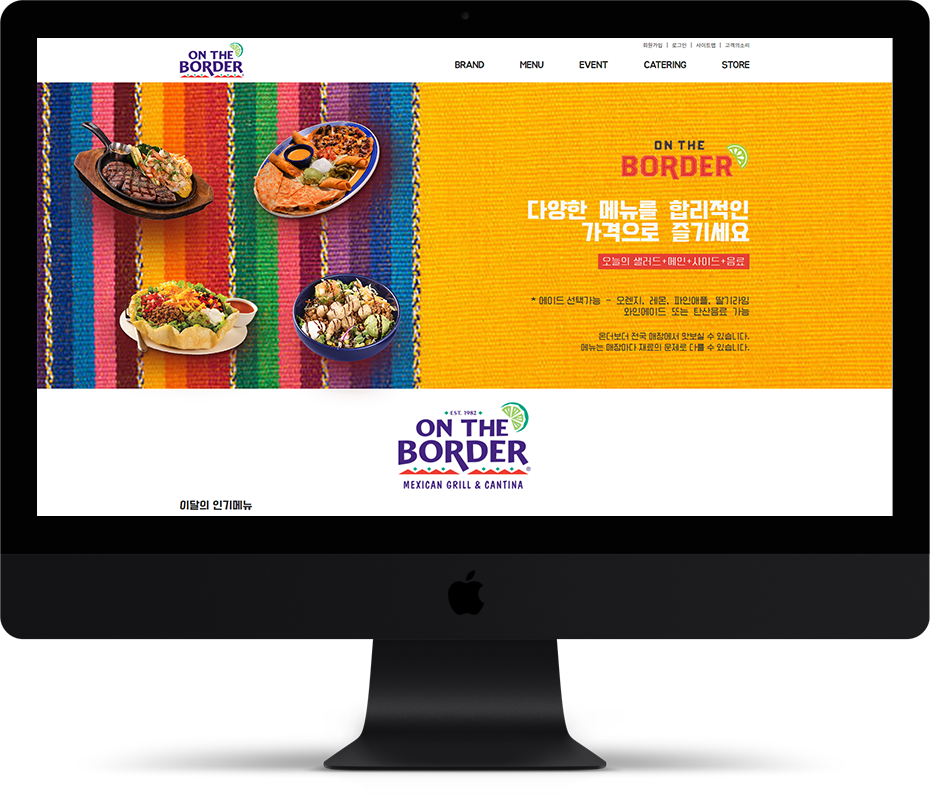 회원가입 | 로그인 | 사이트맵 | 고객의소리
ON THE
BORDER®
BRAND MENU EVENT CATERING STORE
ON THE
BORDER
다양한 메뉴를 합리적인
가격으로 즐기세요
오늘의 샐러드+메인+사이드+음료
* 에이드 선택가능 - 오렌지, 레몬, 파인애플, 딸기라임
와인에이드 또는 탄산음료 가능
온더보더 전국 매장에서 맛보실 수 있습니다.
메뉴는 매장마다 재료의 문제로 다를 수 있습니다.
EST. 1982
ON THE
BORDER®
MEXICAN GRILL & CANTINA
이달의 인기메뉴